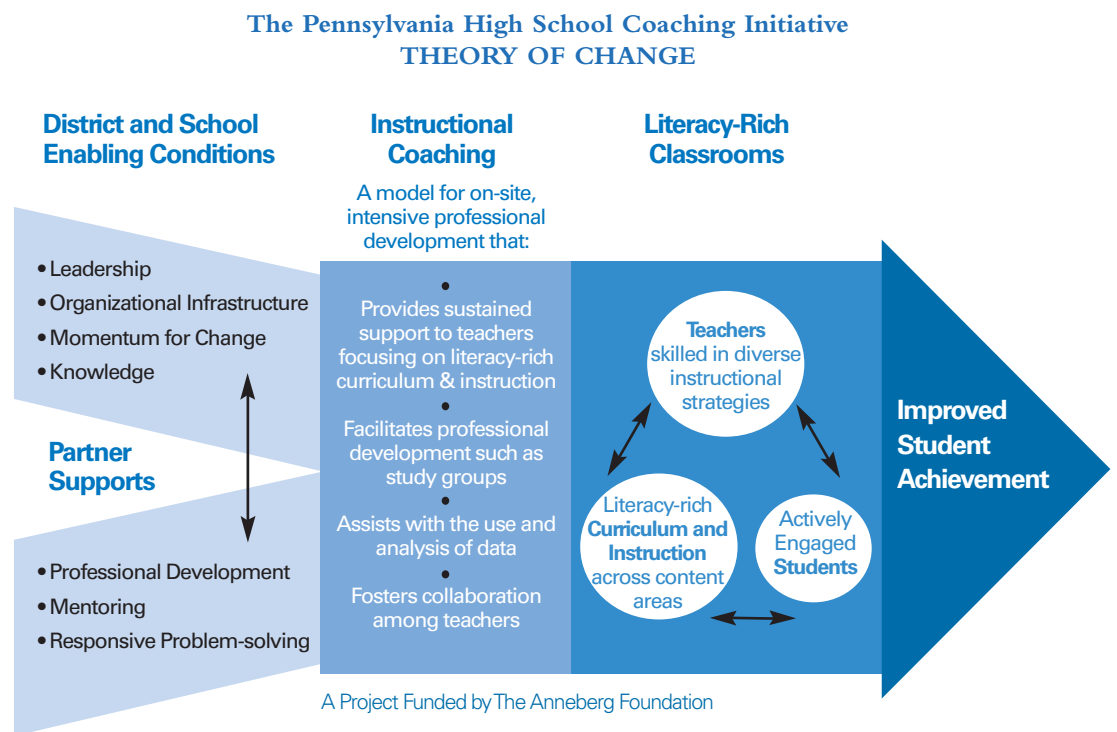 The Pennsylvania High School Coaching Initiative
THEORY OF CHANGE
District and School
Enabling Conditions
• Leadership
• Organizational Infrastructure
• Momentum for Change
• Knowledge
Partner
Supports
• Professional Development
• Mentoring
• Responsive Problem-solving
Instructional
Coaching
A model for on-site,
intensive professional
development that:
•
Provides sustained
support to teachers
focusing on literacy-rich
curriculum & instruction
•
Facilitates professional
development such as
study groups
•
Assists with the use and
analysis of data
•
Fosters collaboration
among teachers
Literacy-Rich
Classrooms
Teachers
skilled in diverse
instructional
strategies
Literacy-rich
Curriculum and
Instruction
across content
areas
Actively
Engaged
Students
Improved
Student
Achievement
A Project Funded by The Anneberg Foundation